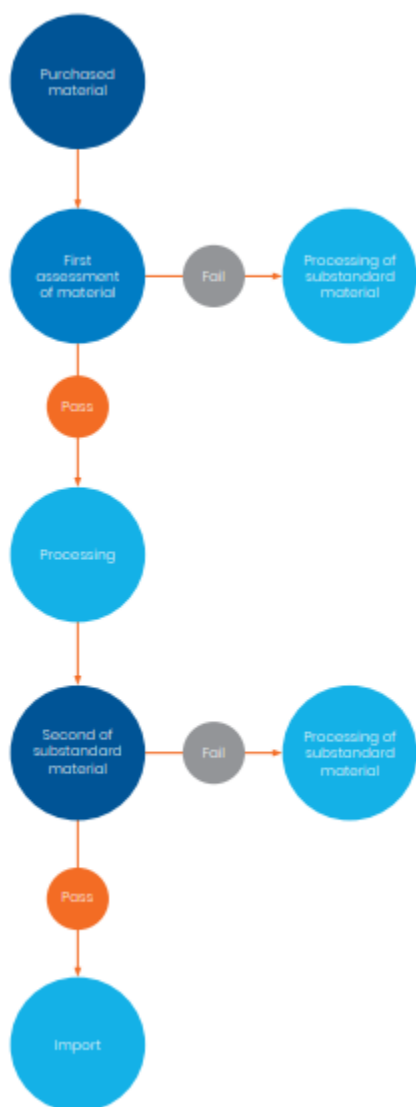 Purchased
material
First
assessment
of material
Fail
Processing of
substandard
material
Pass
Processing
Second of
substandard
material
Fail
Processing of
substandard
material
Pass
Import